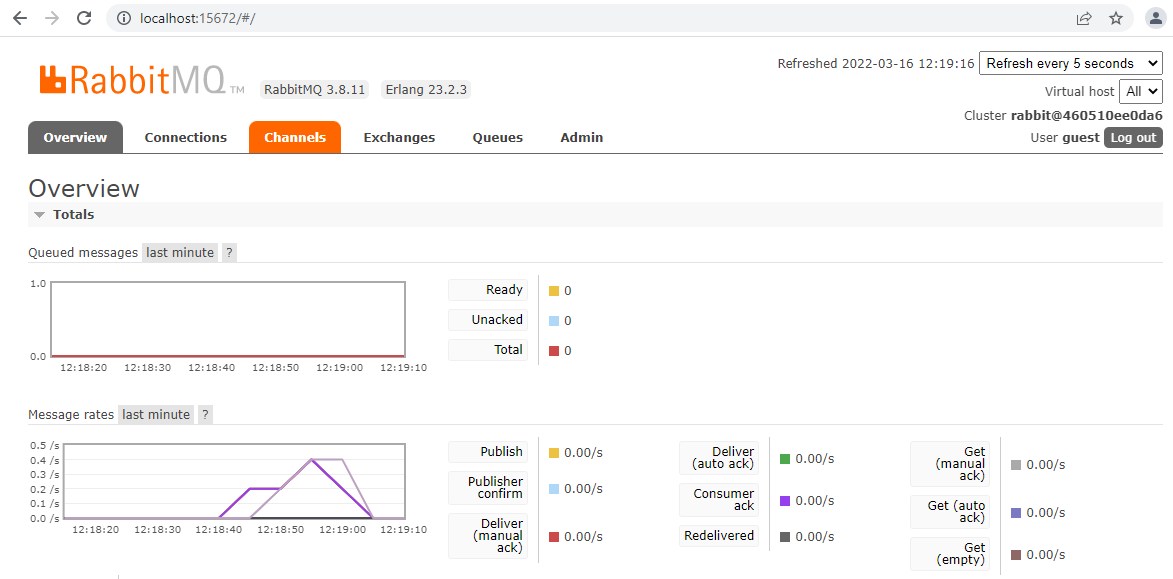 localhost:15672/#/
Refreshed 2022-03-16 12:19:16 Refresh every 5 seconds
RabbitMQ TM RabbitMQ 3.8.11 Erlang 23.2.3
Virtual host All
Cluster rabbit@460510ee0da6
User guest Log out
Overview Connections Channels Exchanges Queues Admin
Overview
Totals
Queued messages last minute ?
1.0
0.0
12:18:20 12:18:30 12:18:40 12:18:50 12:19:00 12:19:10
Ready 0
Unacked 0
Total 0
Message rates last minute ?
0.5 /s
0.4 /s
0.3 /s
0.2 /s
0.1 /s
0.0 /s
12:18:20 12:18:30 12:18:40 12:18:50 12:19:00 12:19:10
Publish 0.00/s
Publisher
confirm 0.00/s
Deliver
(manual
ack) 0.00/s
Deliver
(auto ack) 0.00/s
Consumer
ack 0.00/s
Redelivered 0.00/s
Get
(manual
ack) 0.00/s
Get (auto
ack) 0.00/s
Get
(empty) 0.00/s